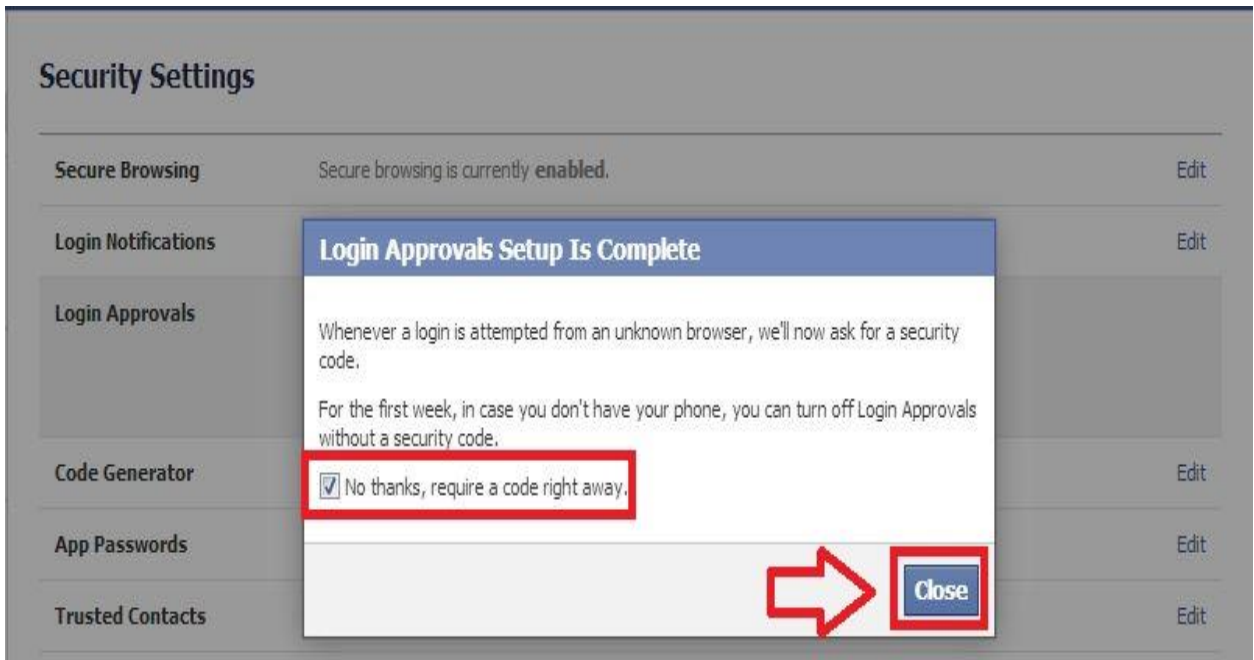 Security Settings
Secure Browsing Secure browsing is currently enabled. Edit
Login Notifications Edit
Login Approvals Setup Is Complete
Login Approvals
Whenever a login is attempted from an unknown browser, we'll now ask for a security
code.
For the first week, in case you don't have your phone, you can turn off Login Approvals
without a security code.
Code Generator Edit
No thanks, require a code right away.
App Passwords Edit
Close
Trusted Contacts Edit